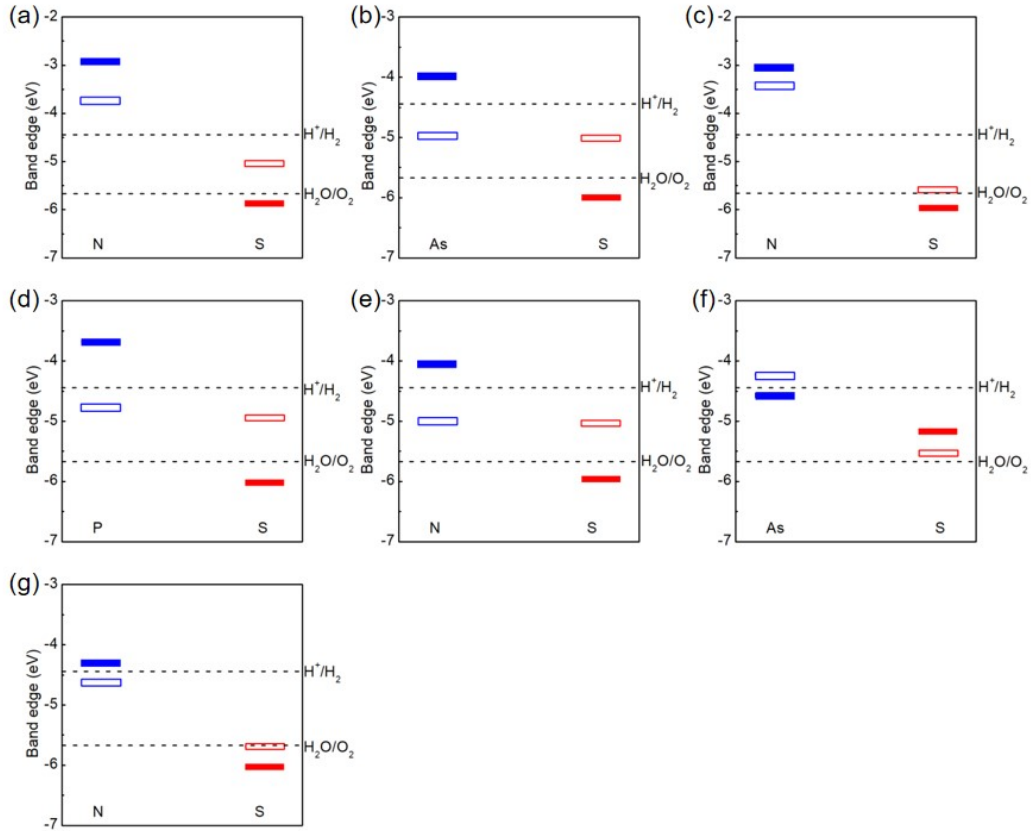 (a)
-2
-3
-4
-5
-6
-7
Band edge (eV)
H⁺/H₂
H₂O/O₂
N S
(b)
-3
-4
-5
-6
-7
Band edge (eV)
H⁺/H₂
H₂O/O₂
As S
(c)
-2
-3
-4
-5
-6
-7
Band edge (eV)
H⁺/H₂
H₂O/O₂
N S
(d)
-3
-4
-5
-6
-7
Band edge (eV)
H⁺/H₂
H₂O/O₂
P S
(e)
-3
-4
-5
-6
-7
Band edge (eV)
H⁺/H₂
H₂O/O₂
N S
(f)
-3
-4
-5
-6
-7
Band edge (eV)
H⁺/H₂
H₂O/O₂
As S
(g)
-3
-4
-5
-6
-7
Band edge (eV)
H⁺/H₂
H₂O/O₂
N S